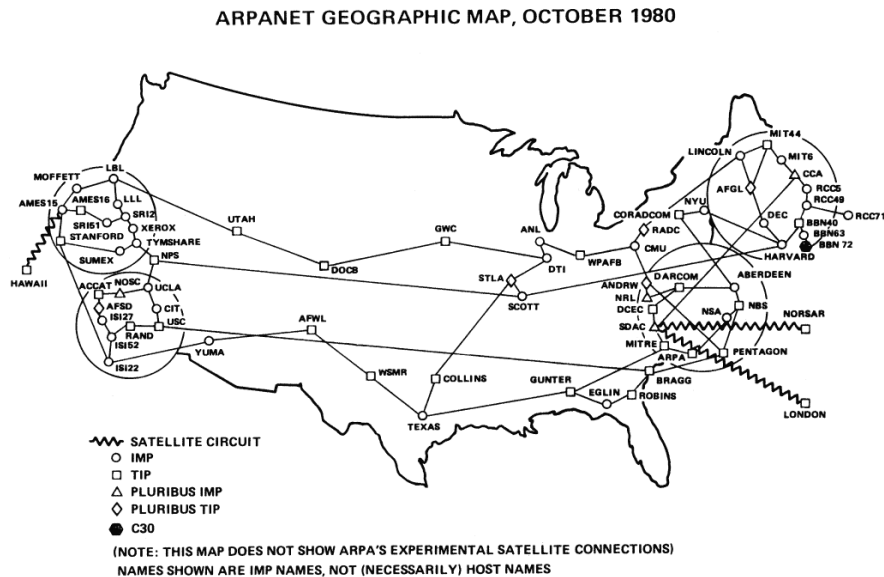 ARPANET GEOGRAPHIC MAP, OCTOBER 1980
MIT44
LINCOLN
MIT6
CCA
LBL
MOFFETT
AMES16
LLL
AMES15
SRI2
SRI51
XEROX
STANFORD
TYMSHARE
SUMEX
NPS
HAWAII
UTAH
GWC
DOCB
ANL
DTI
WPAFB
CORADCOM
NYU
RADC
CMU
AFGL
DEC
RCC5
RCC49
RCC71
BBN40
BBN63
BBN 72
HARVARD
ACCAT
NOSC
UCLA
AFSD
ISI27
CIT
RAND
USC
ISI52
ISI22
YUMA
AFWL
STLA
SCOTT
ANDRW
DARCOM
ABERDEEN
NRL
DCEC
NSA
NBS
SDAC
NORSAR
MITRE
ARPA
PENTAGON
WSMR
COLLINS
GUNTER
BRAGG
EGLIN
ROBINS
TEXAS
LONDON
SATELLITE CIRCUIT
IMP
TIP
PLURIBUS IMP
PLURIBUS TIP
C30
(NOTE: THIS MAP DOES NOT SHOW ARPA'S EXPERIMENTAL SATELLITE CONNECTIONS)
NAMES SHOWN ARE IMP NAMES, NOT (NECESSARILY) HOST NAMES